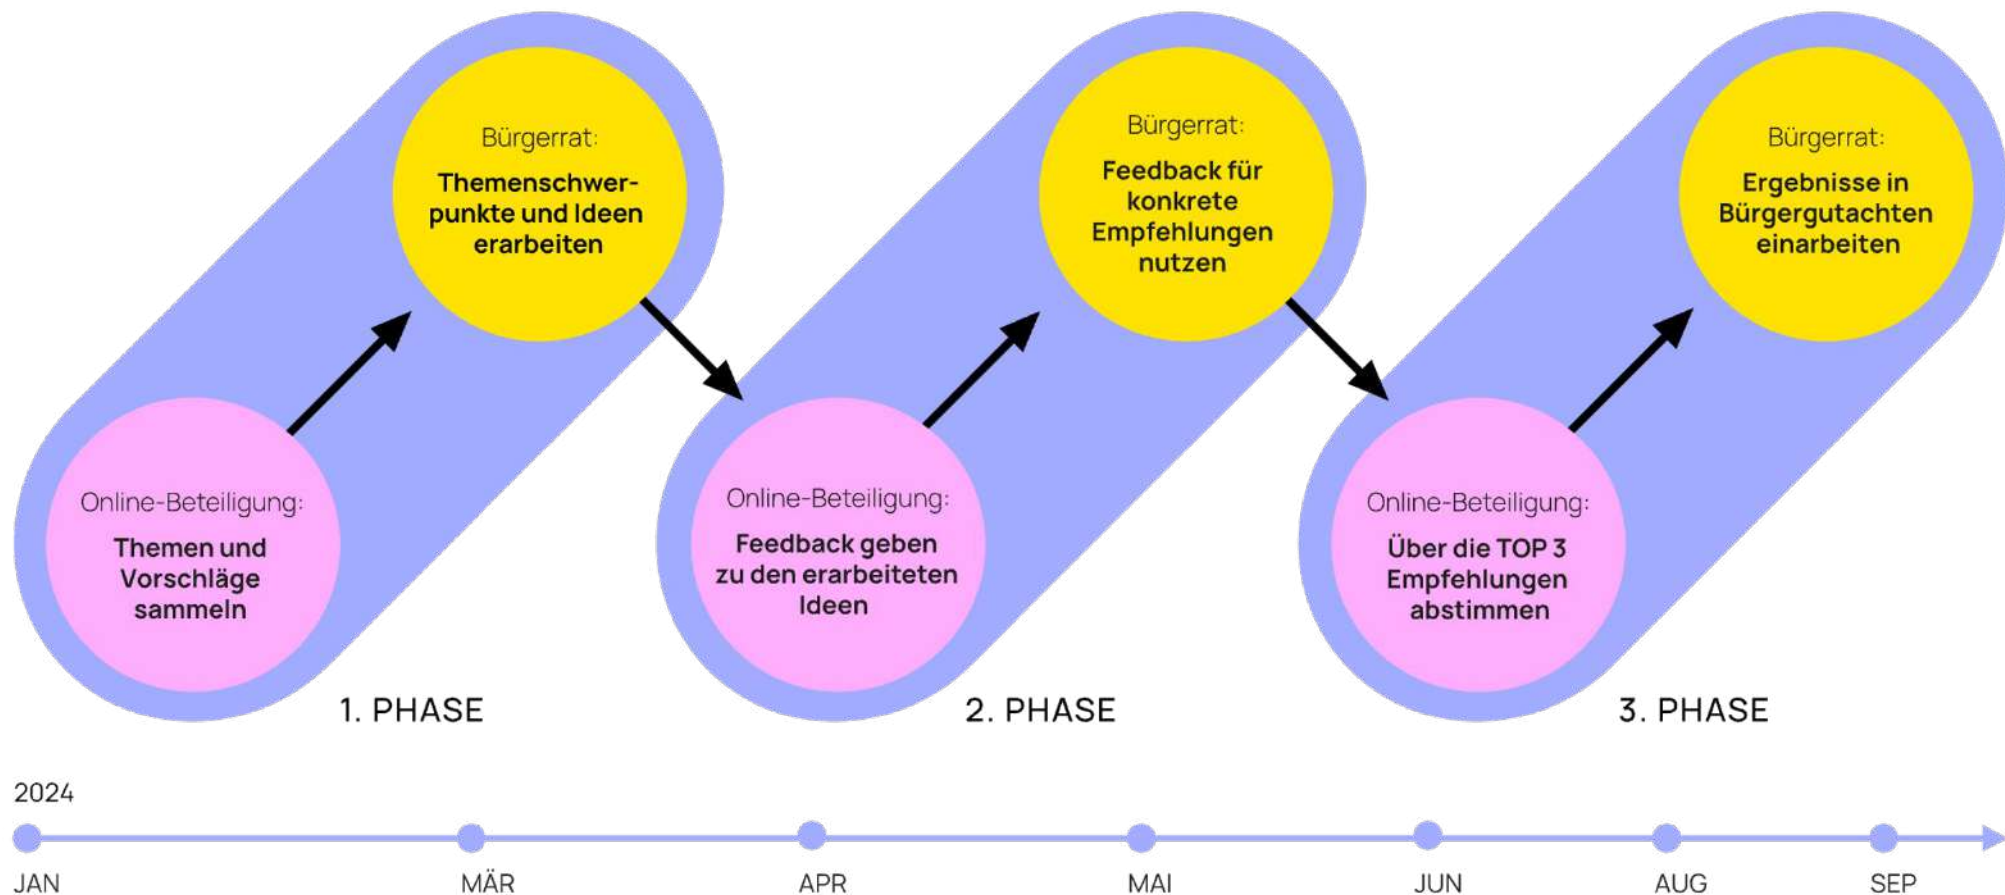 Bürgerrat:
Themenschwer-
punkte und Ideen
erarbeiten
Online-Beteiligung:
Themen und
Vorschläge
sammeln
1. PHASE
Bürgerrat:
Feedback für
konkrete
Empfehlungen
nutzen
Online-Beteiligung:
Feedback geben
zu den erarbeiteten
Ideen
2. PHASE
Bürgerrat:
Ergebnisse in
Bürgergutachten
einarbeiten
Online-Beteiligung:
Über die TOP 3
Empfehlungen
abstimmen
3. PHASE
2024
JAN MÄR APR MAI JUN AUG SEP